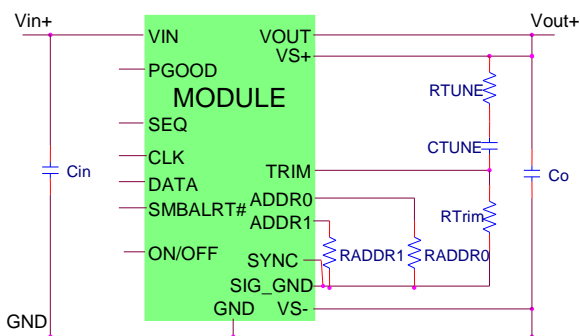 Vin+
Vout+
VIN
VOUT
VS+
PGOOD
RTUNE
MODULE
SEQ
CTUNE
CLK
TRIM
Cin
Co
DATA
ADDR0
SMBALRT#
ADDR1
RTrim
ON/OFF
RADDR1
RADDR0
SYNC
SIG_GND
GND
GND
VS-